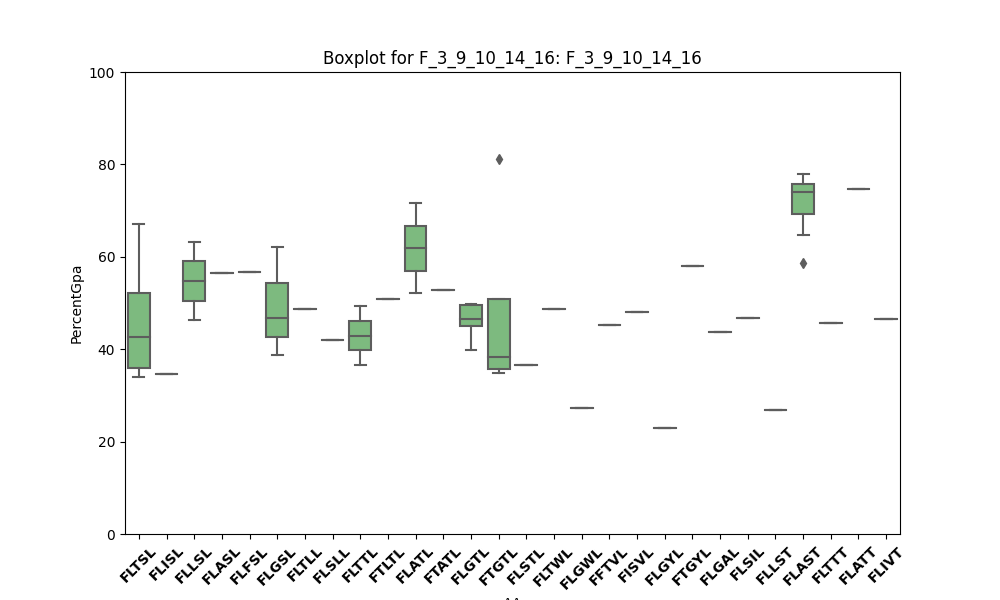 Boxplot for F_3_9_10_14_16: F_3_9_10_14_16
PercentGpa
100
80
60
40
20
0
FLTSL
FLISL
FLLSL
FLASL
FLFSL
FLGSL
FLTLL
FLSLL
FLTTL
FTLTL
FLATL
FTATL
FLGTL
FTGTL
FLSTL
FLTWL
FLGWL
FFTVL
FISVL
FLGYL
FTGYL
FLGAL
FLSIL
FLLST
FLAST
FLTTT
FLATT
FLIVT